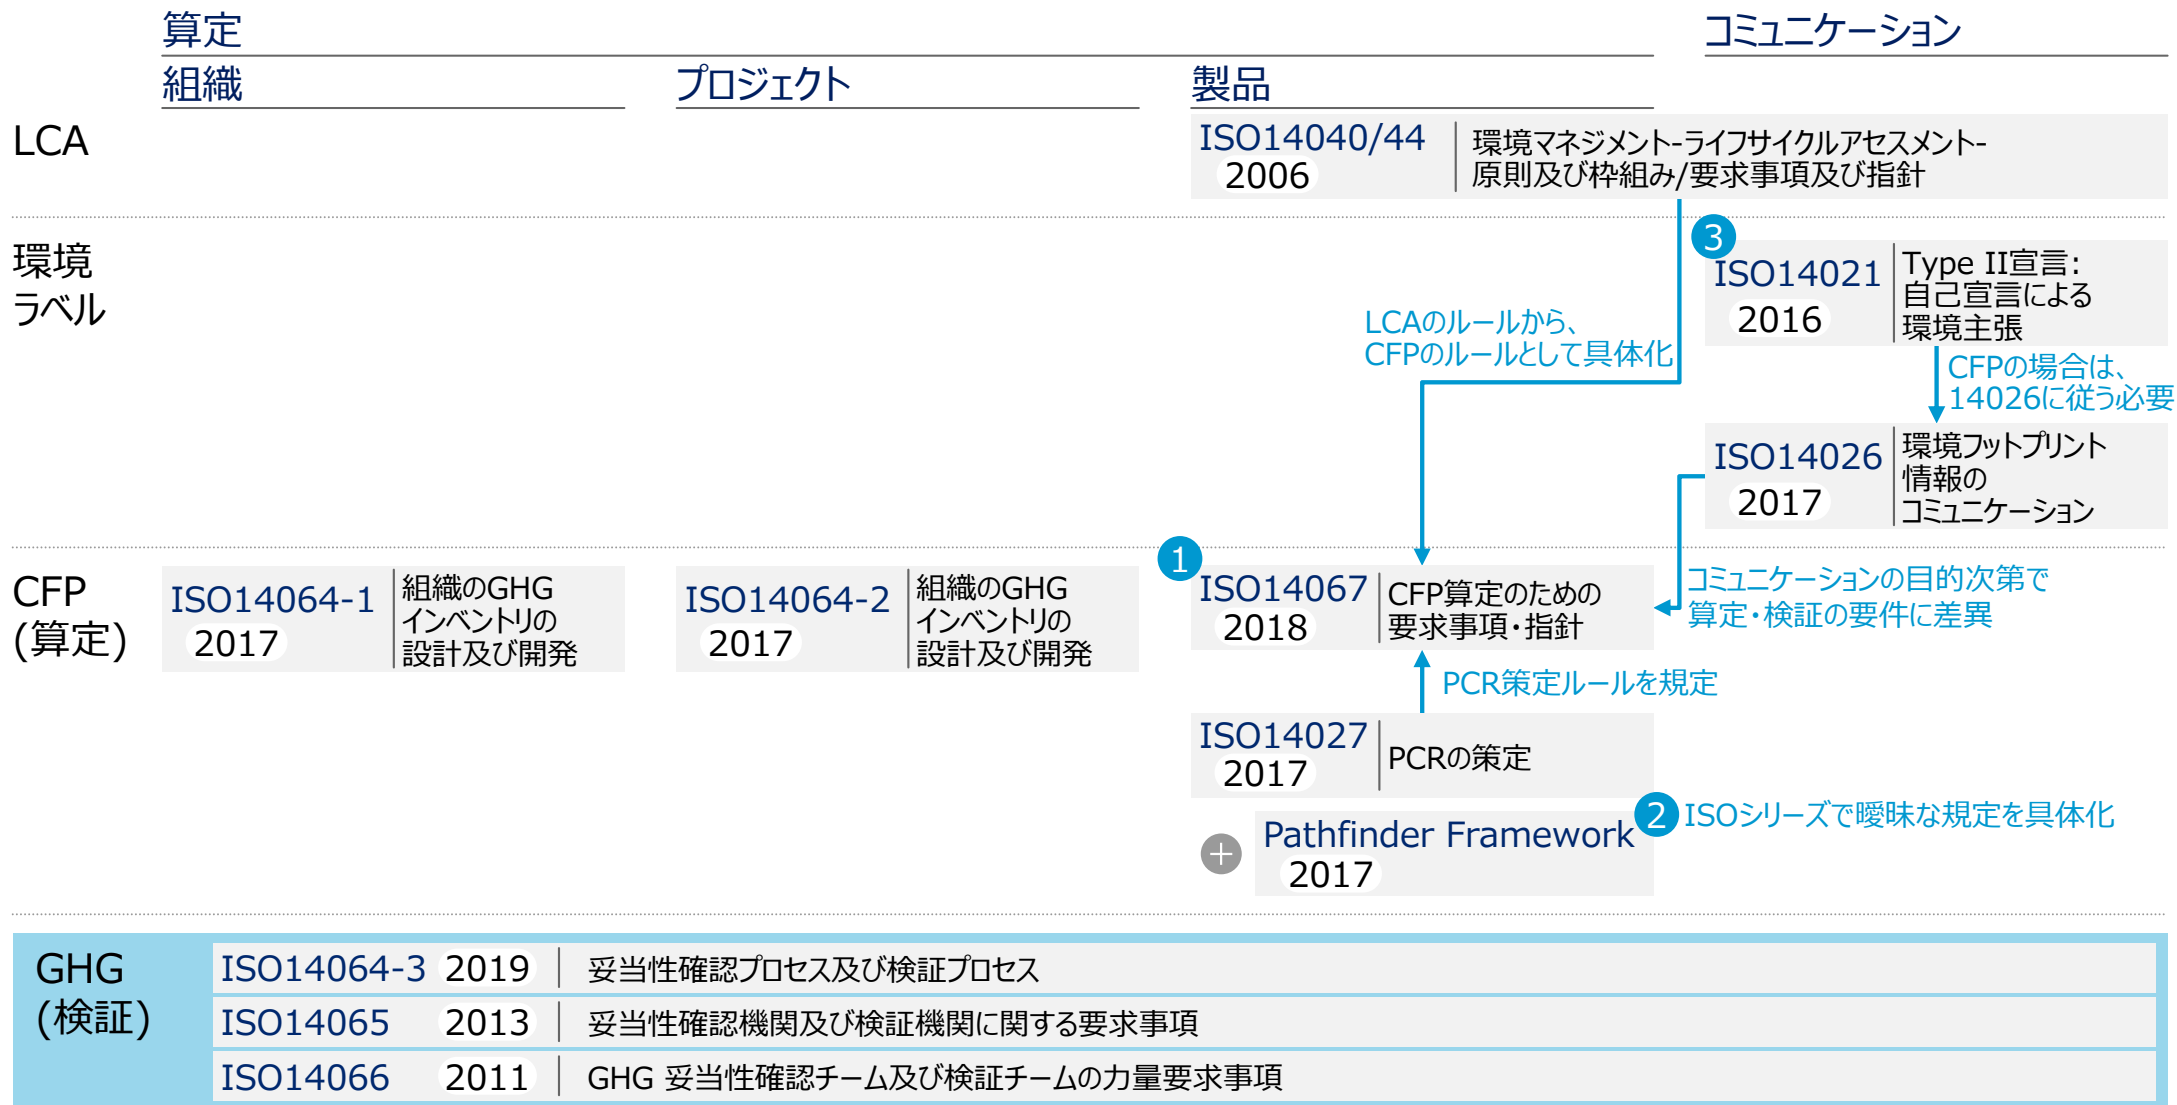 算定
コミュニケーション
組織
プロジェクト
製品
LCA
ISO14040/44
2006
環境マネジメント-ライフサイクルアセスメント-
原則及び枠組み/要求事項及び指針
環境
ラベル
3
ISO14021
2016
Type II宣言:
自己宣言による
環境主張
LCAのルールから、
CFPのルールとして具体化
CFPの場合は、
14026に従う必要
ISO14026
2017
環境フットプリント
情報の
コミュニケーション
CFP
(算定)
ISO14064-1
2017
組織のGHG
インベントリの
設計及び開発
ISO14064-2
2017
組織のGHG
インベントリの
設計及び開発
1
ISO14067
2018
CFP算定のための
要求事項・指針
コミュニケーションの目的次第で
算定・検証の要件に差異
PCR策定ルールを規定
ISO14027
2017
PCRの策定
2
ISOシリーズで曖昧な規定を具体化
+
Pathfinder Framework
2017
GHG
(検証)
ISO14064-3 2019 妥当性確認プロセス及び検証プロセス
ISO14065 2013 妥当性確認機関及び検証機関に関する要求事項
ISO14066 2011 GHG 妥当性確認チーム及び検証チームの力量要求事項